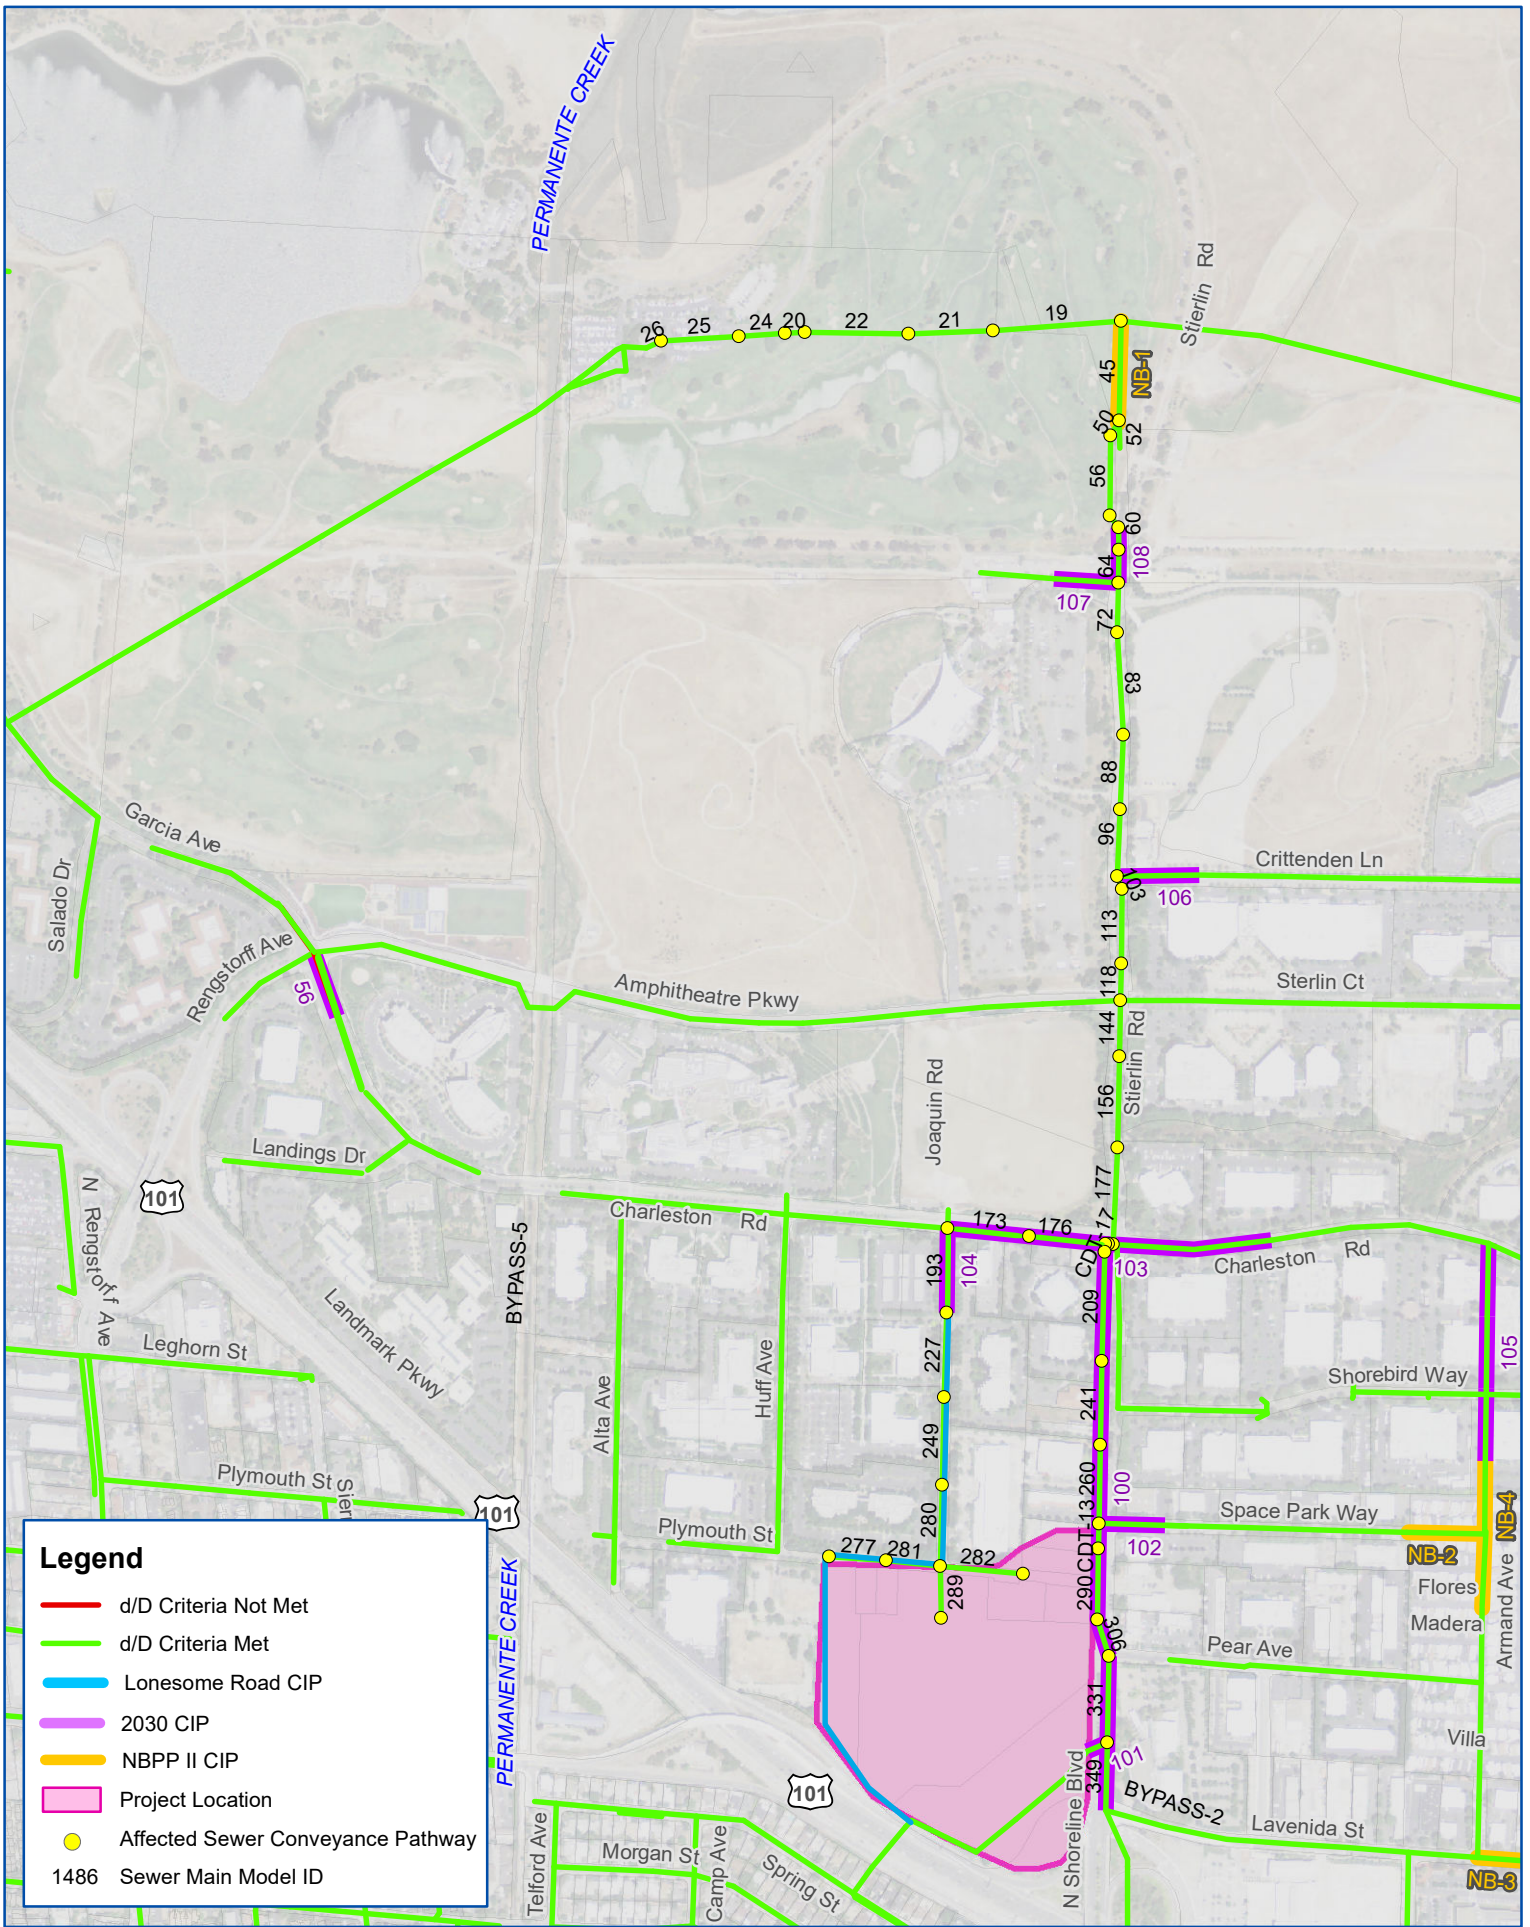 PERMANENTE CREEK
Stierlin Rd
26
25
24
20
22
21
19
45
NB-1
50
52
56
60
108
64
107
72
83
88
96
Crittenden Ln
103
106
113
118
Sterlin Ct
144
Stierlin Rd
156
177
Garcia Ave
Salado Dr
Rengstorff Ave
56
Amphitheatre Pkwy
Joaquin Rd
Landings Dr
101
N Rengstorff Ave
Charleston Rd
173
176
CDT-17
103
Charleston Rd
193
104
209
BYPASS-5
Landmark Pkwy
Leghorn St
227
241
Shorebird Way
105
Alta Ave
Huff Ave
249
260
100
Plymouth St
Sierr
101
Plymouth St
280
CDT-13
Space Park Way
102
NB-2
NB-4
277
281
282
289
290
306
Flores
Madera
Armand Ave
Pear Ave
331
Villa
101
349
N Shoreline Blvd
BYPASS-2
Lavenida St
NB-3
101
PERMANENTE CREEK
Telford Ave
Morgan St
Camp Ave
Spring St
Legend
d/D Criteria Not Met
d/D Criteria Met
Lonesome Road CIP
2030 CIP
NBPP II CIP
Project Location
Affected Sewer Conveyance Pathway
1486 Sewer Main Model ID